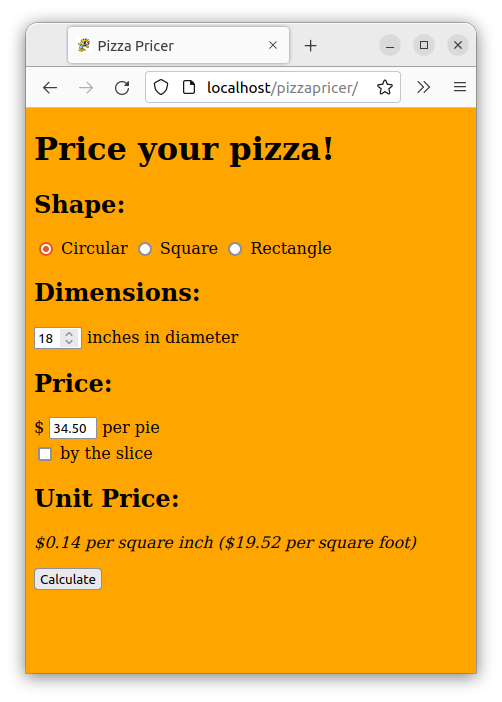 Pizza Pricer
localhost/pizzapricer/
Price your pizza!
Shape:
Circular Square Rectangle
Dimensions:
18 inches in diameter
Price:
$ 34.50 per pie
by the slice
Unit Price:
$0.14 per square inch ($19.52 per square foot)
Calculate